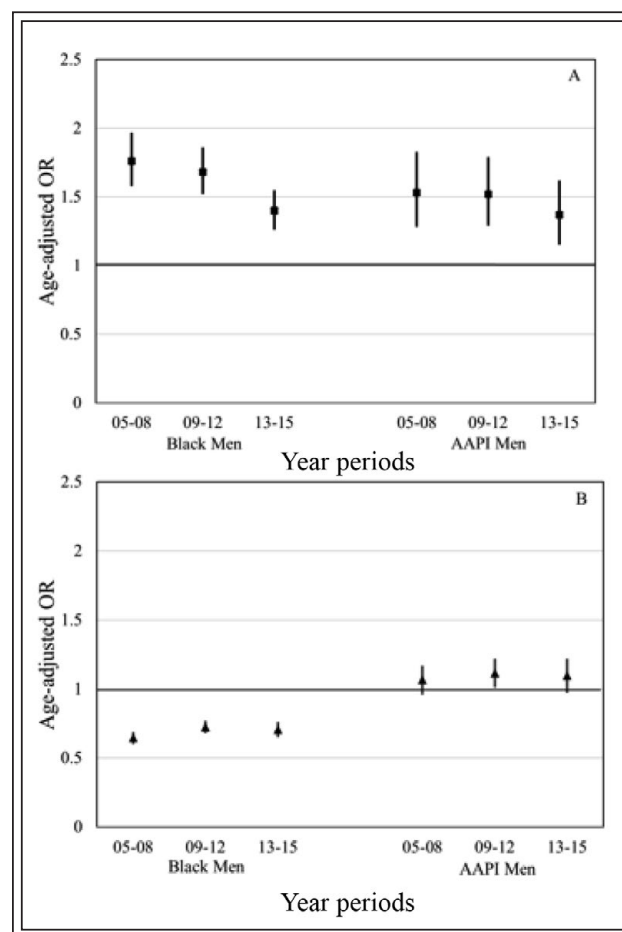 A
2.5
2
1.5
1
0.5
0
Age-adjusted OR
05-08 09-12 13-15 05-08 09-12 13-15
Black Men AAPI Men
Year periods
B
2.5
2
1.5
1
0.5
0
Age-adjusted OR
05-08 09-12 13-15 05-08 09-12 13-15
Black Men AAPI Men
Year periods